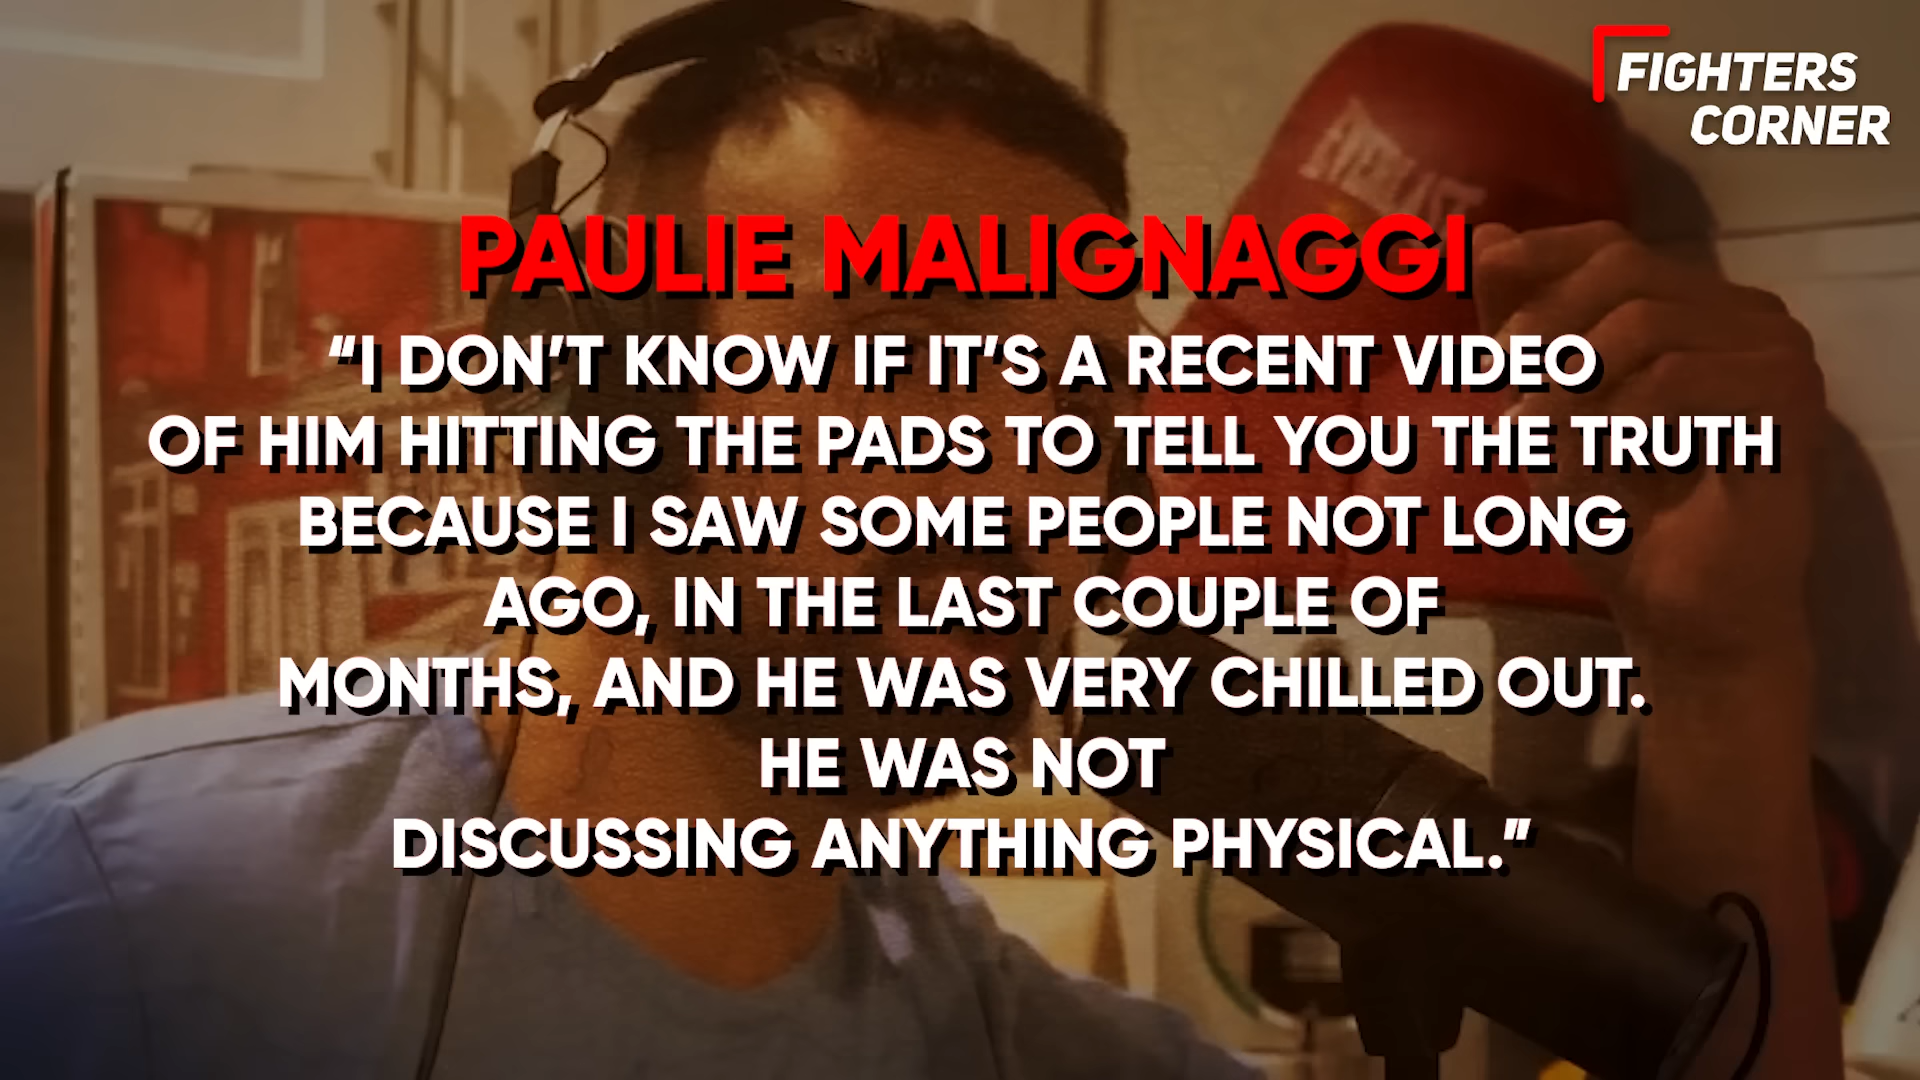 FIGHTERS
CORNER
EVERLAST
PAULIE MALIGNAGGI
“I DON’T KNOW IF IT’S A RECENT VIDEO
OF HIM HITTING THE PADS TO TELL YOU THE TRUTH
BECAUSE I SAW SOME PEOPLE NOT LONG
AGO, IN THE LAST COUPLE OF
MONTHS, AND HE WAS VERY CHILLED OUT.
HE WAS NOT
DISCUSSING ANYTHING PHYSICAL.”